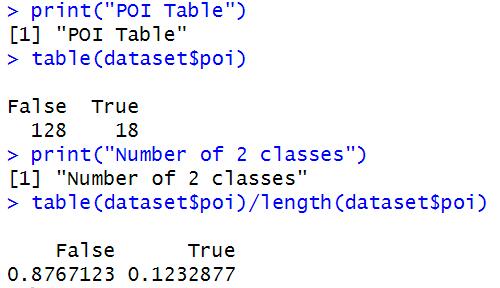 > print("POI Table")
[1] "POI Table"
> table(dataset$poi)
False True
128 18
> print("Number of 2 classes")
[1] "Number of 2 classes"
> table(dataset$poi)/length(dataset$poi)
False True
0.8767123 0.1232877